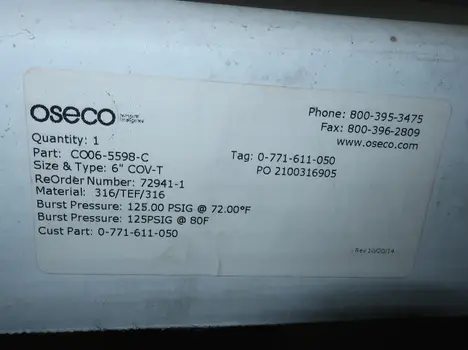 oseco pressure intelligence
Phone: 800-395-3475
Fax: 800-396-2809
www.oseco.com
Quantity: 1
Part: CO06-5598-C
Tag: 0-771-611-050
Size & Type: 6" COV-T
PO 2100316905
ReOrder Number: 72941-1
Material: 316/TEF/316
Burst Pressure: 125.00 PSIG @ 72.00°F
Burst Pressure: 125PSIG @ 80F
Cust Part: 0-771-611-050